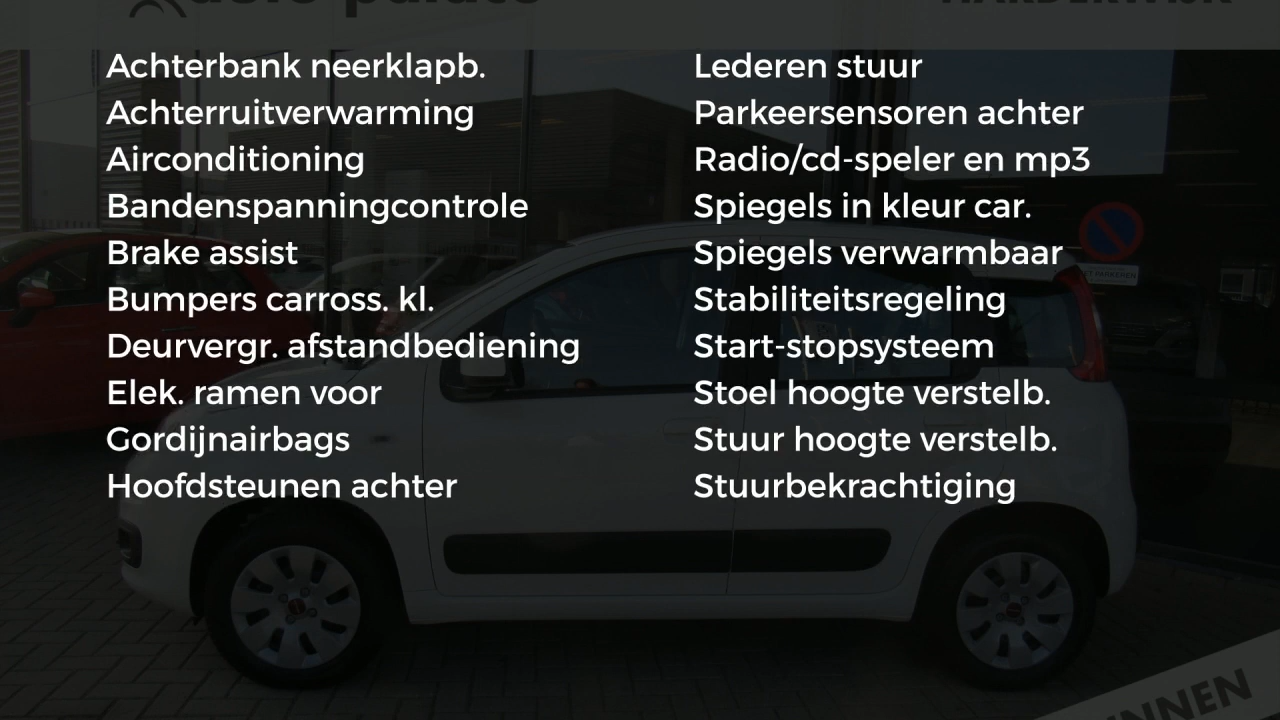 Achterbank neerklapb.
Achterruitverwarming
Airconditioning
Bandenspanningcontrole
Brake assist
Bumpers carross. kl.
Deurvergr. afstandbediening
Elek. ramen voor
Gordijnairbags
Hoofdsteunen achter
Lederen stuur
Parkeersensoren achter
Radio/cd-speler en mp3
Spiegels in kleur car.
Spiegels verwarmbaar
Stabiliteitsregeling
Start-stopsysteem
Stoel hoogte verstelb.
Stuur hoogte verstelb.
Stuurbekrachtiging
PARKEREN